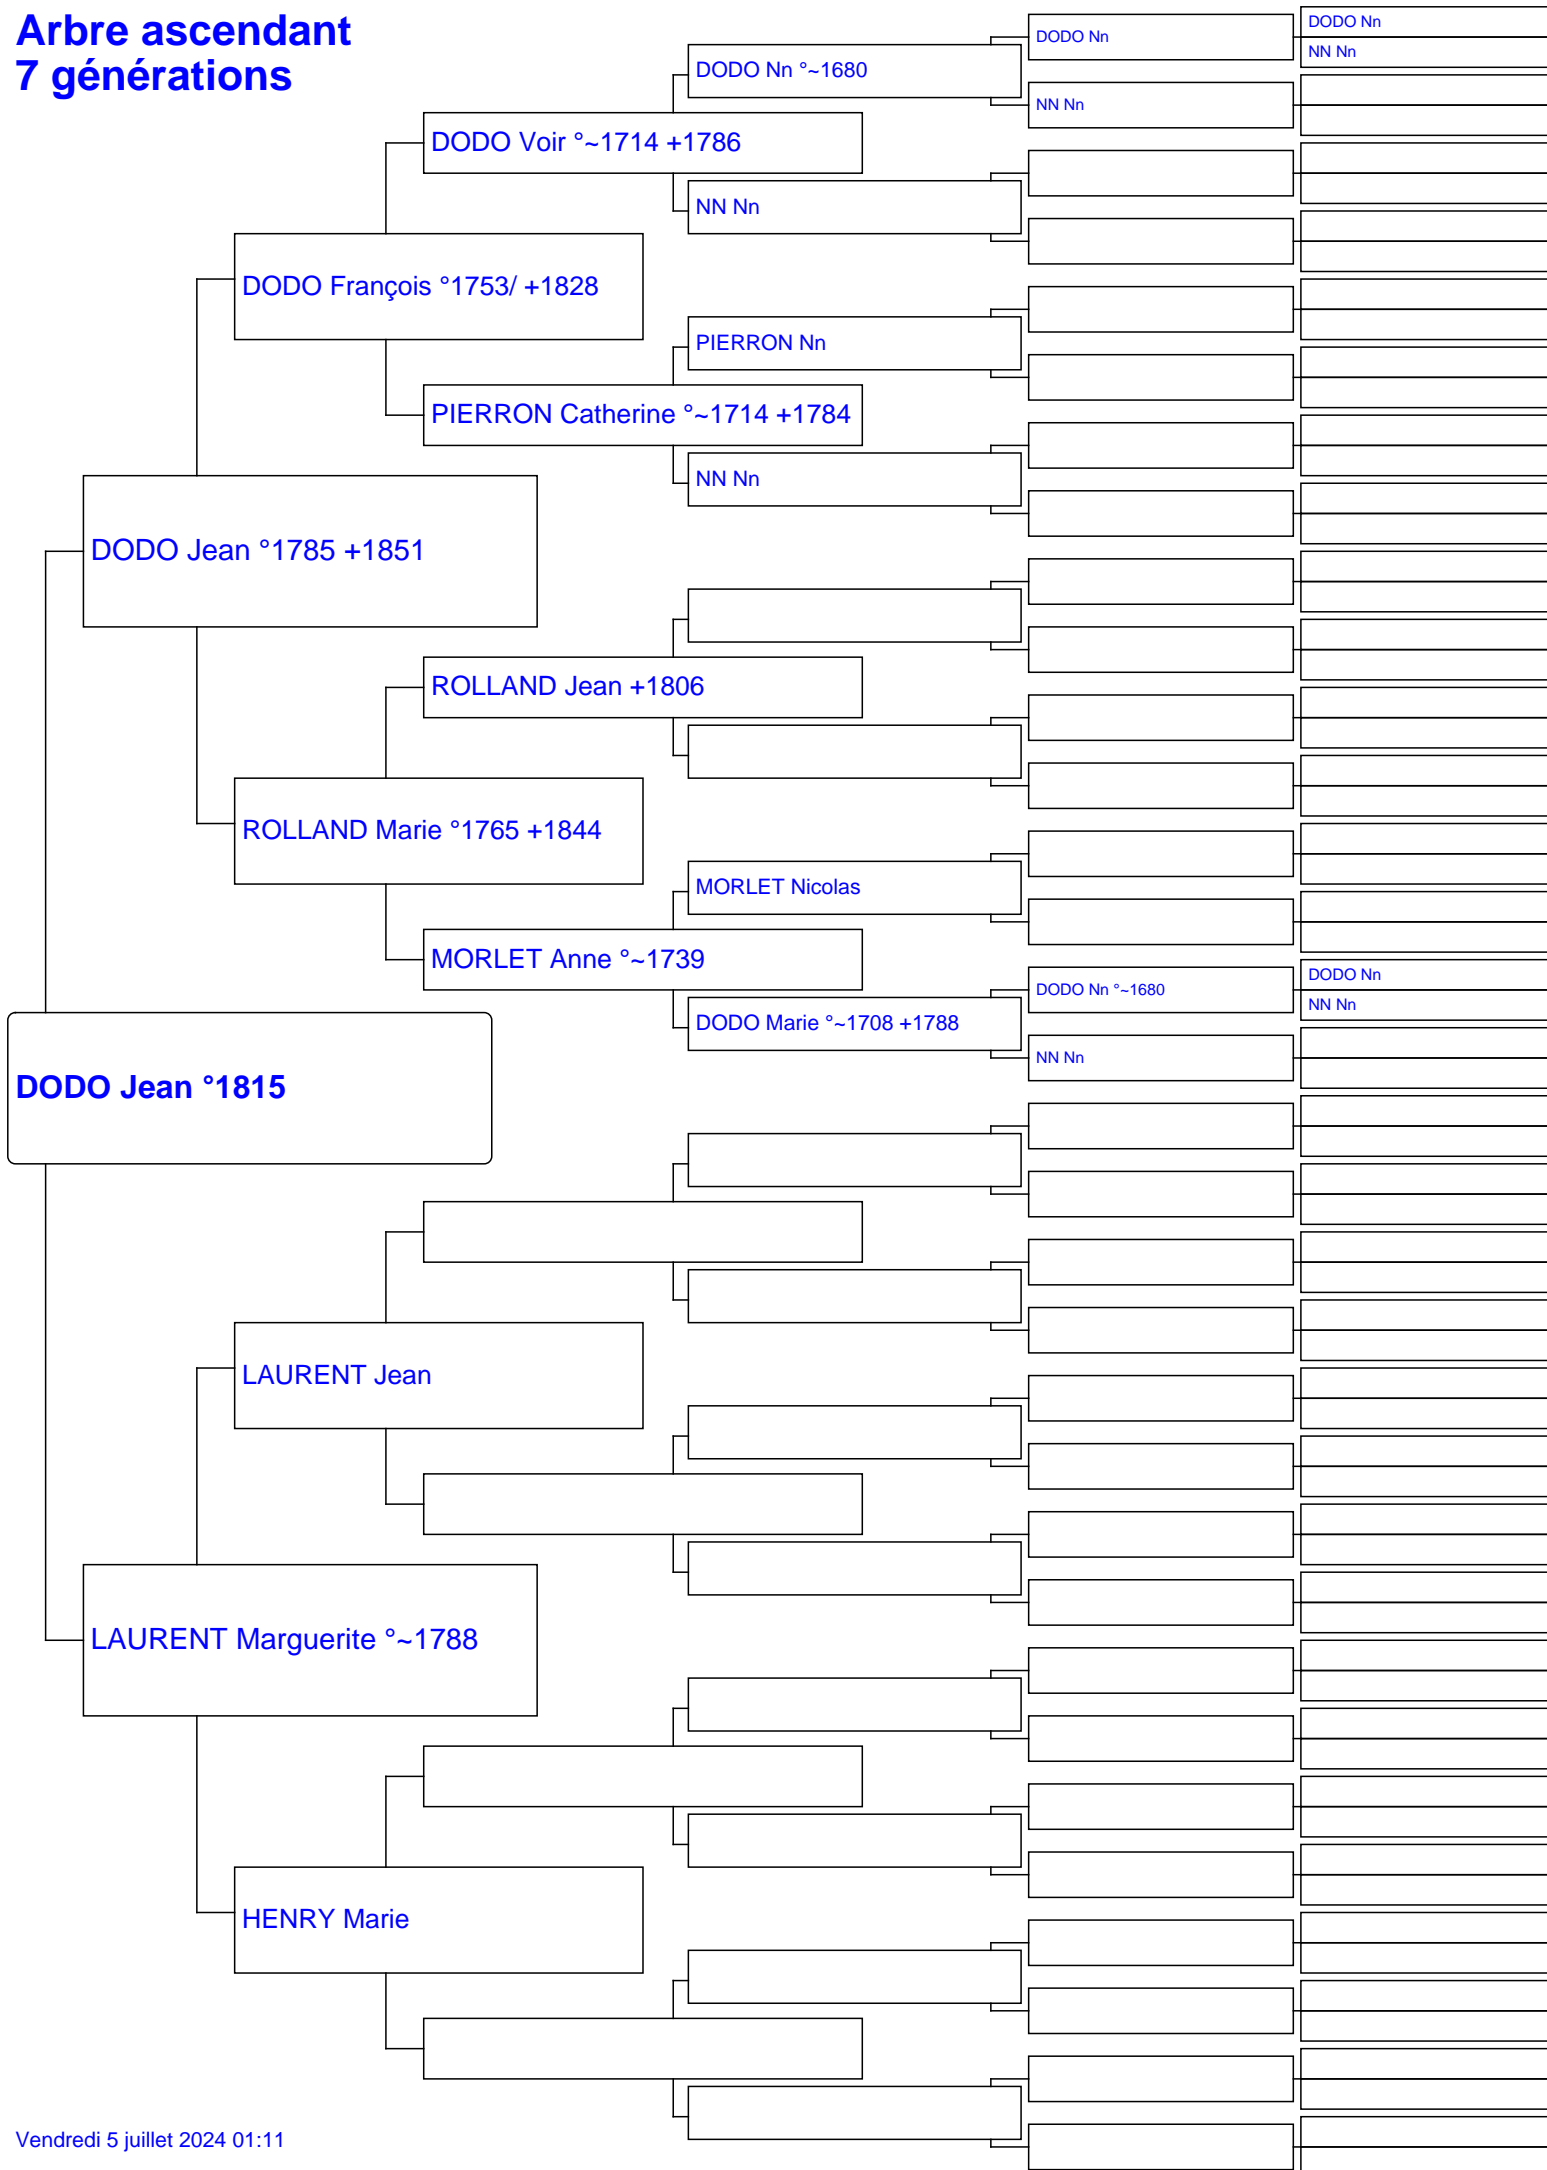 Arbre ascendant
7 générations
DODO Nn
NN Nn
DODO Nn
NN Nn
DODO Nn °~1680
DODO Voir °~1714 +1786
NN Nn
DODO François °1753/ +1828
PIERRON Nn
PIERRON Catherine °~1714 +1784
NN Nn
DODO Jean °1785 +1851
ROLLAND Jean +1806
ROLLAND Marie °1765 +1844
MORLET Nicolas
MORLET Anne °~1739
DODO Nn
NN Nn
DODO Nn °~1680
DODO Marie °~1708 +1788
NN Nn
DODO Jean °1815
LAURENT Jean
LAURENT Marguerite °~1788
HENRY Marie
Vendredi 5 juillet 2024 01:11